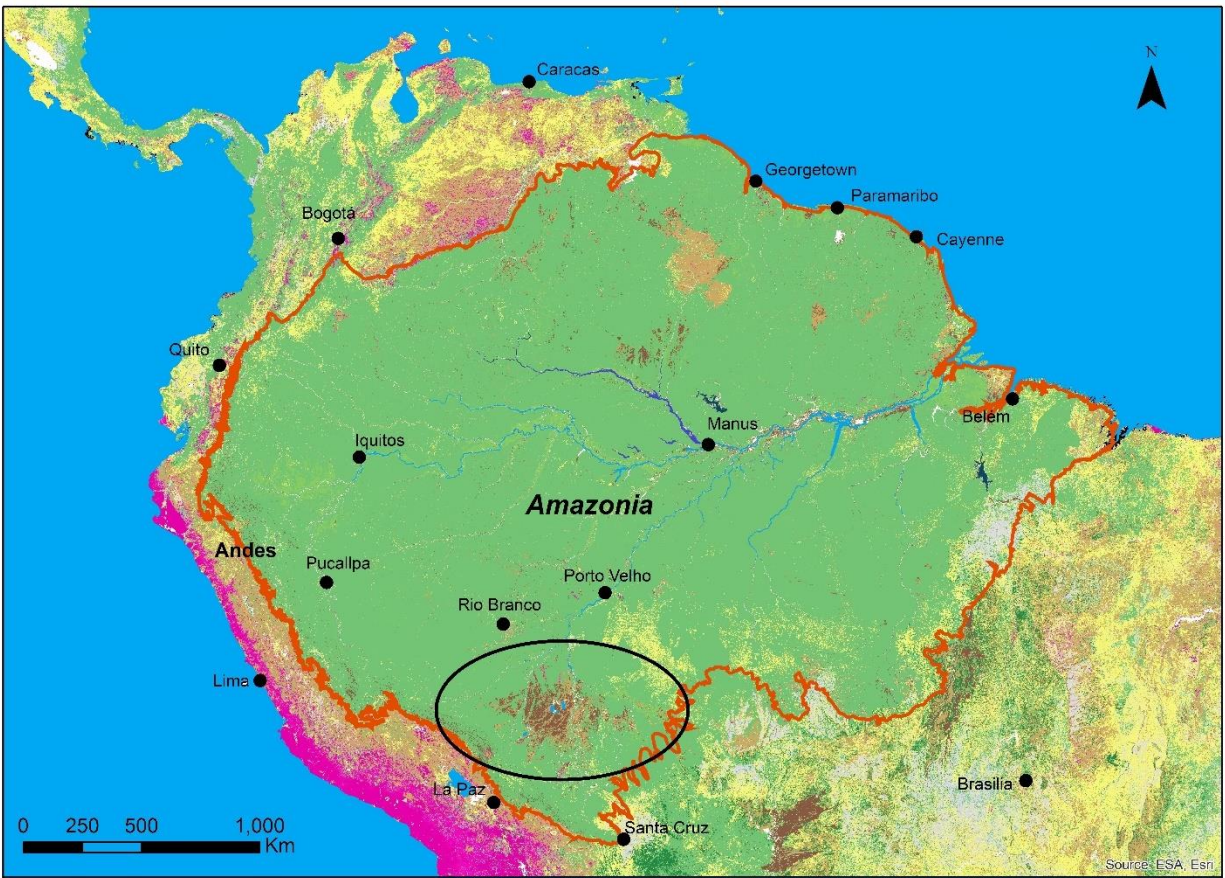 N
Caracas
Georgetown
Paramaribo
Bogotá
Cayenne
Quito
Belém
Manus
Iquitos
Amazonia
Andes
Pucallpa
Porto Velho
Rio Branco
Lima
Brasilia
La Paz
Santa Cruz
0 250 500 1,000
Km
Source: ESA, Esri